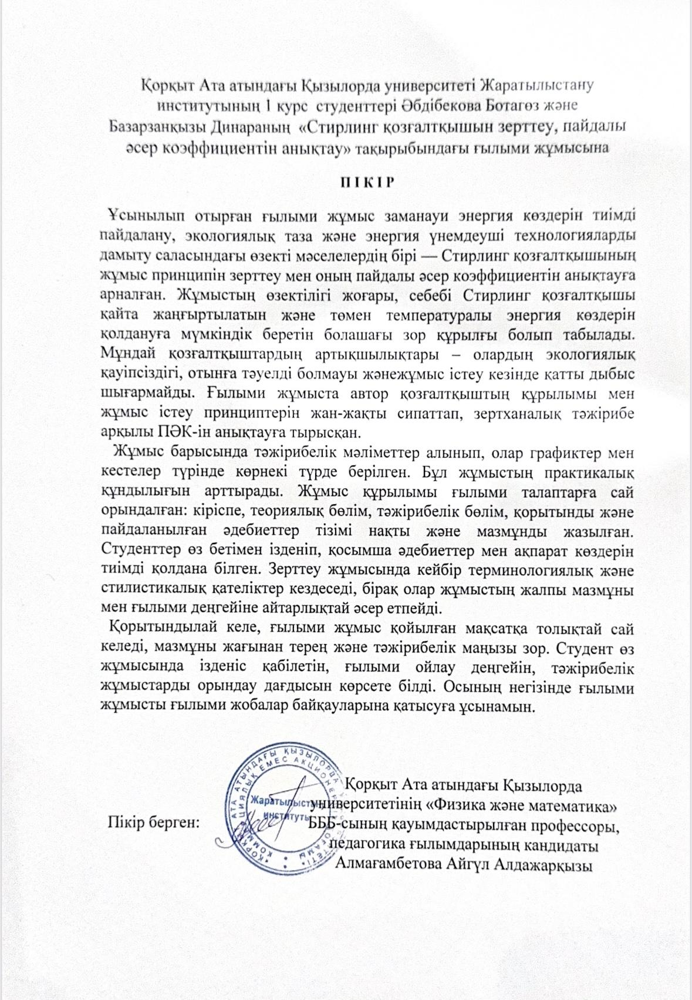 Қорқыт Ата атындағы Қызылорда университеті Жаратылыстану
институтының 1 курс студенттері Әбдібекова Ботагөз және
Базарзанқызы Динараның «Стирлинг қозғалтқышын зерттеу, пайдалы
әсер коэффициентін анықтау» тақырыбындағы ғылыми жұмысына
ПІКІР
Ұсынылып отырған ғылыми жұмыс заманауи энергия көздерін тиімді
пайдалану, экологиялық таза және энергия үнемдеуші технологияларды
дамыту саласындағы өзекті мәселелердің бірі — Стирлинг қозғалтқышының
жұмыс принципін зерттеу мен оның пайдалы әсер коэффициентін анықтауға
арналған. Жұмыстың өзектілігі жоғары, себебі Стирлинг қозғалтқышы
қайта жаңғыртылатын және төмен температуралы энергия көздерін
қолдануға мүмкіндік беретін болашағы зор құрылғы болып табылады.
Мұндай қозғалтқыштардың артықшылықтары – олардың экологиялық
қауіпсіздігі, отынға тәуелді болмауы жәнежұмыс істеу кезінде қатты дыбыс
шығармайды. Ғылыми жұмыста автор қозғалтқыштың құрылымы мен
жұмыс істеу принциптерін жан-жақты сипаттап, зертханалық тәжірибе
арқылы ПӘК-ін анықтауға тырысқан.
Жұмыс барысында тәжірибелік мәліметтер алынып, олар графиктер мен
кестелер түрінде көрнекі түрде берілген. Бұл жұмыстың практикалық
құндылығын арттырады. Жұмыс құрылымы ғылыми талаптарға сай
орындалған: кіріспе, теориялық бөлім, тәжірибелік бөлім, қорытынды және
пайдаланылған әдебиеттер тізімі нақты және мазмұнды жазылған.
Студенттер өз бетімен ізденіп, қосымша әдебиеттер мен ақпарат көздерін
тиімді қолдана білген. Зерттеу жұмысында кейбір терминологиялық және
стилистикалық қателіктер кездеседі, бірақ олар жұмыстың жалпы мазмұны
мен ғылыми деңгейіне айтарлықтай әсер етпейді.
Қорытындылай келе, ғылыми жұмыс қойылған мақсатқа толықтай сай
келеді, мазмұны жағынан терең және тәжірибелік маңызы зор. Студент өз
жұмысында ізденіс қабілетін, ғылыми ойлау деңгейін, тәжірибелік
жұмыстарды орындау дағдысын көрсете білді. Осының негізінде ғылыми
жұмысты ғылыми жобалар байқауларына қатысуға ұсынамын.
Пікір берген:
Қорқыт Ата атындағы Қызылорда
университетінің «Физика және математика»
БББ-сының қауымдастырылған профессоры,
педагогика ғылымдарының кандидаты
Алмағамбетова Айгүл Алдажарқызы
АТА АТЫНДАҒЫ ҚЫЗЫЛОРДА
ЕМЕС
Жаратылыстану
институты